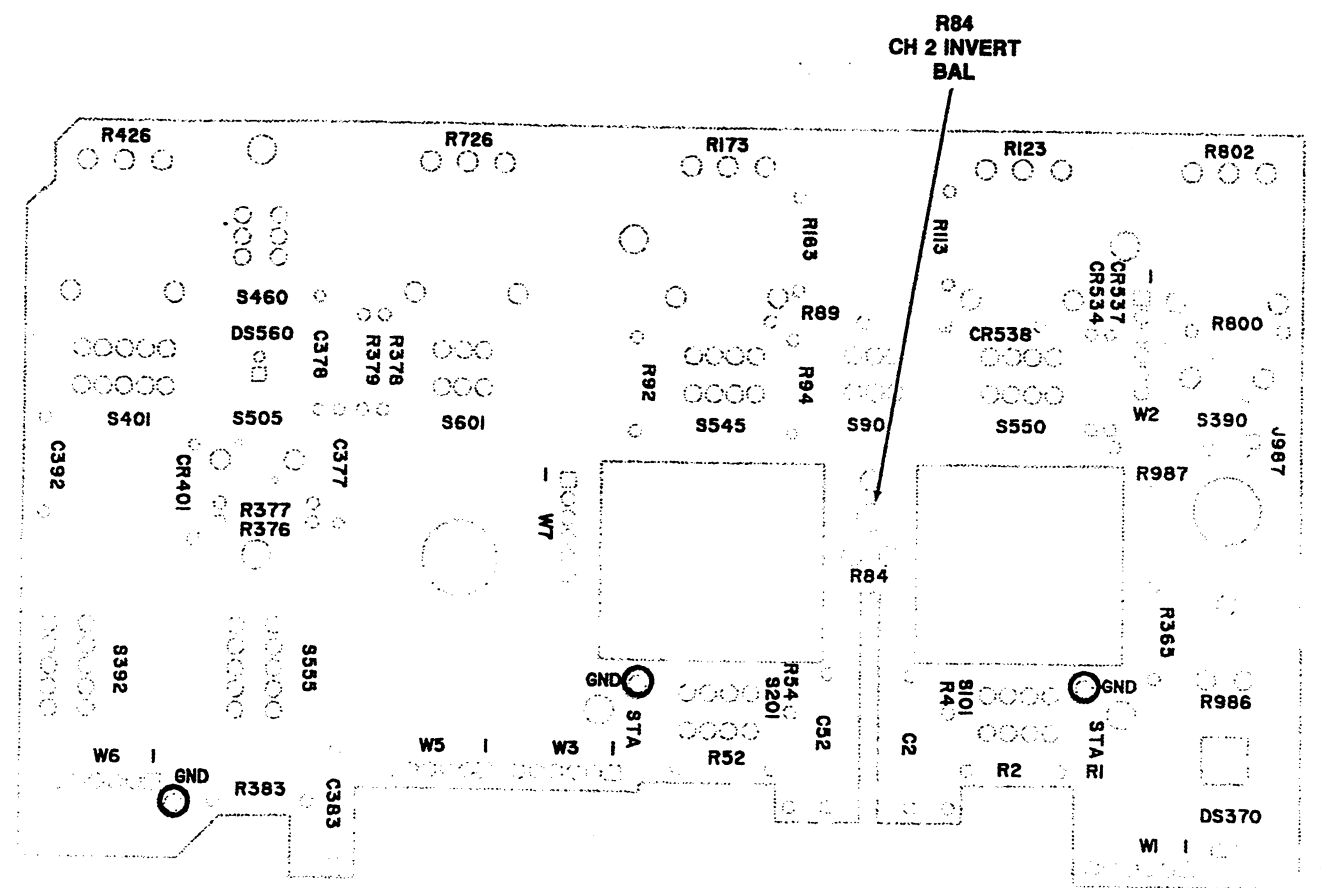 R84
CH 2 INVERT
BAL
R426
R726
R173
R123
R802
R163
R113
S460
CR534
CR537
I
DS560
C378
R379
R378
R89
CR538
R800
R92
R94
S401
S505
S601
S545
S90
S550
W2
S390
J987
C392
CR401
C377
R377
R376
I
W7
R987
R84
R365
S392
S555
GND
STA
R54
S201
C52
R4
S101
C2
GND
STA
R1
R986
W6 I
GND
W5 I
W3 I
R52
R2
R383
C383
DS370
W1 I